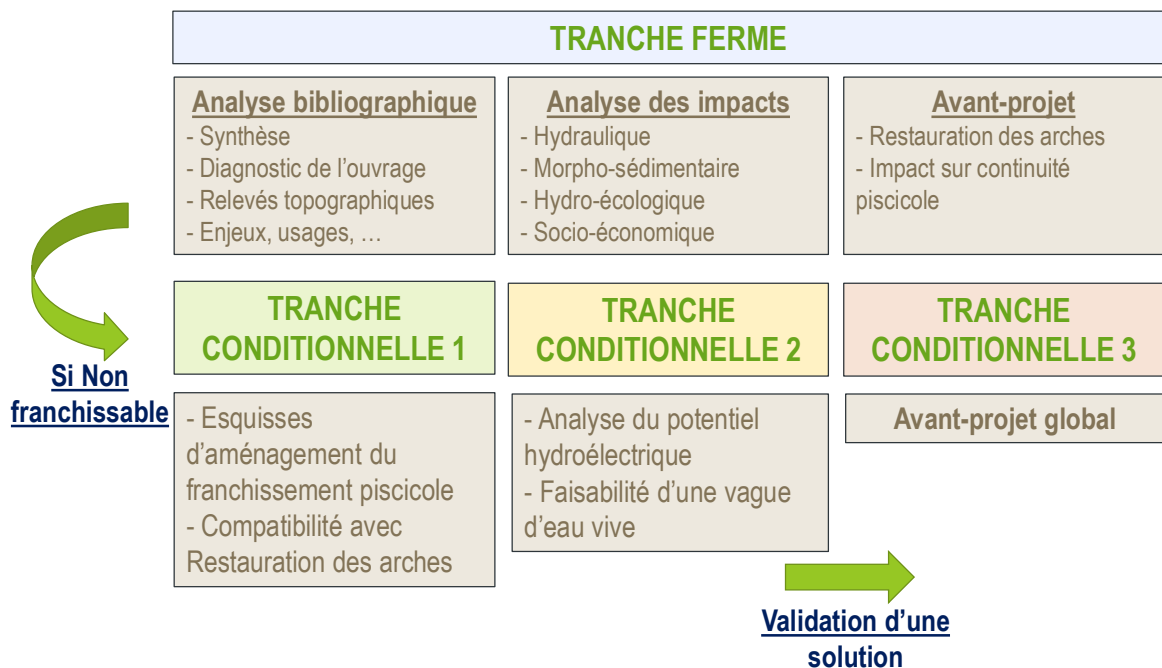 TRANCHE FERME
Analyse bibliographique
- Synthèse
- Diagnostic de l'ouvrage
- Relevés topographiques
- Enjeux, usages, …
Analyse des impacts
- Hydraulique
- Morpho-sédimentaire
- Hydro-écologique
- Socio-économique
Avant-projet
- Restauration des arches
- Impact sur continuité
piscicole
Si Non
franchissable
TRANCHE
CONDITIONNELLE 1
- Esquisses
d'aménagement du
franchissement piscicole
- Compatibilité avec
Restauration des arches
TRANCHE
CONDITIONNELLE 2
- Analyse du potentiel
hydroélectrique
- Faisabilité d'une vague
d'eau vive
TRANCHE
CONDITIONNELLE 3
Avant-projet global
Validation d'une
solution